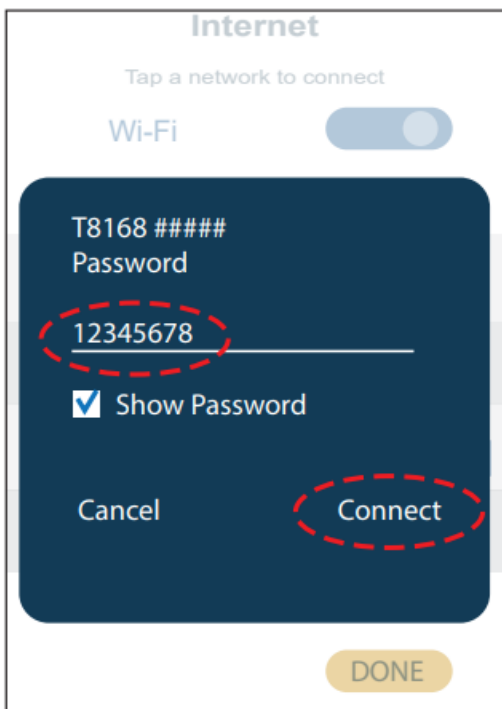 Internet
Tap a network to connect
Wi-Fi
T8168 #####
Password
12345678
Show Password
Cancel Connect
DONE